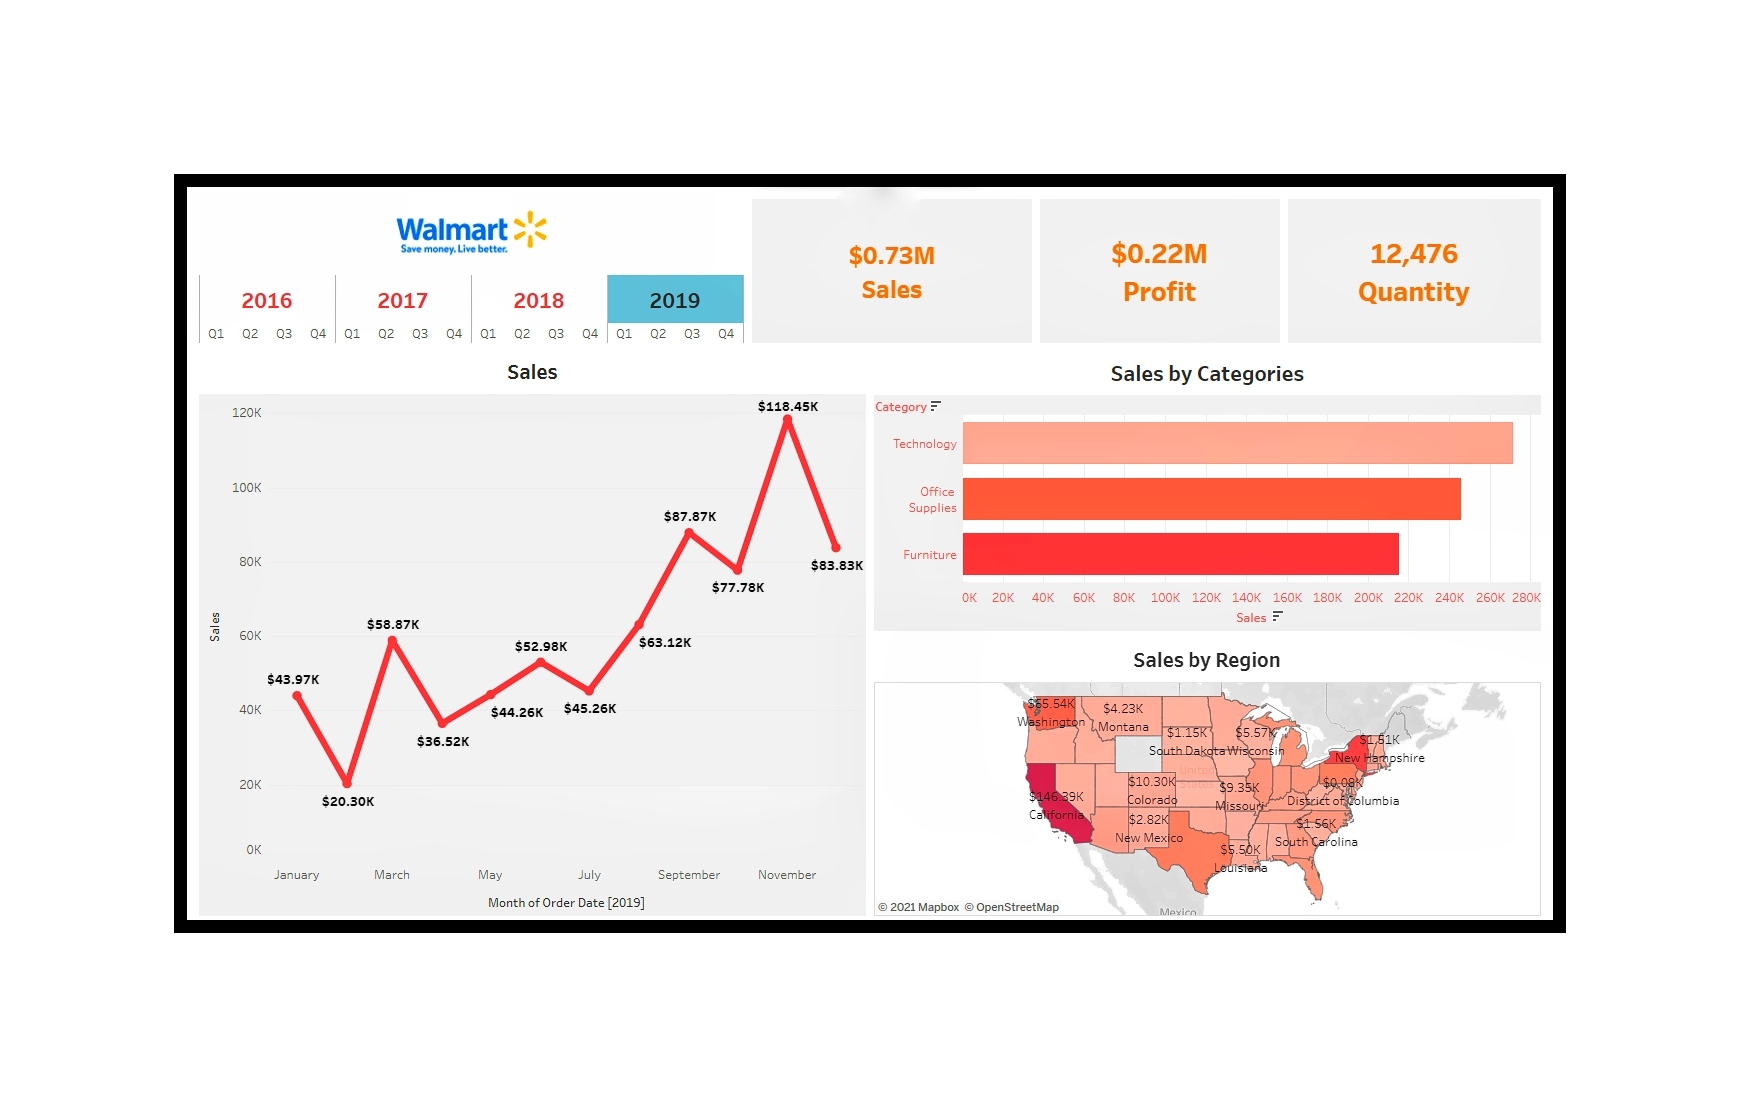 Walmart
Save money. Live better.
2016
2017
2018
2019
Q1 Q2 Q3 Q4 Q1 Q2 Q3 Q4 Q1 Q2 Q3 Q4 Q1 Q2 Q3 Q4
$0.73M
Sales
$0.22M
Profit
12,476
Quantity
Sales
120K
100K
80K
60K
40K
20K
0K
Sales
$43.97K
$20.30K
$58.87K
$36.52K
$44.26K
$52.98K
$45.26K
$63.12K
$87.87K
$77.78K
$118.45K
$83.83K
January March May July September November
Month of Order Date [2019]
Sales by Categories
Category
Technology
Office
Supplies
Furniture
0K 20K 40K 60K 80K 100K 120K 140K 160K 180K 200K 220K 240K 260K 280K
Sales
Sales by Region
$65.54K
Washington
$4.23K
Montana
$1.15K
South Dakota
$5.57K
Wisconsin
$1.51K
New Hampshire
United
States
$146.39K
California
$10.30K
Colorado
$9.35K
Missouri
$0.08K
District of Columbia
$2.82K
New Mexico
$1.56K
South Carolina
$5.50K
Louisiana
Mexico
© 2021 Mapbox © OpenStreetMap